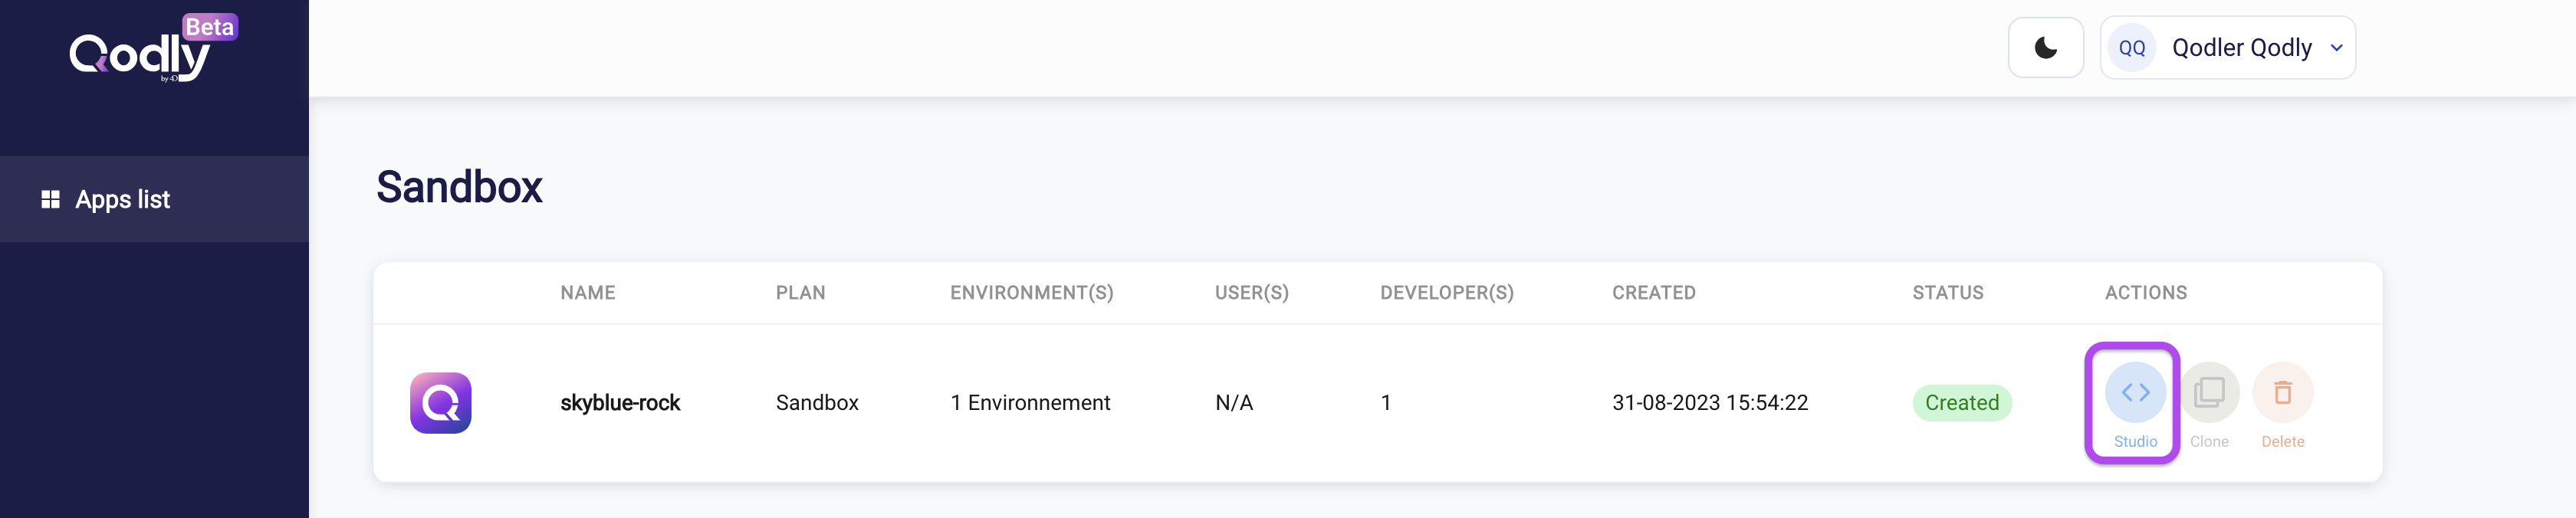 Beta
Qodly
by 4D
QQ Qodler Qodly
Apps list
Sandbox
NAME PLAN ENVIRONMENT(S) USER(S) DEVELOPER(S) CREATED STATUS ACTIONS
skyblue-rock Sandbox 1 Environnement N/A 1 31-08-2023 15:54:22 Created
Studio Clone Delete